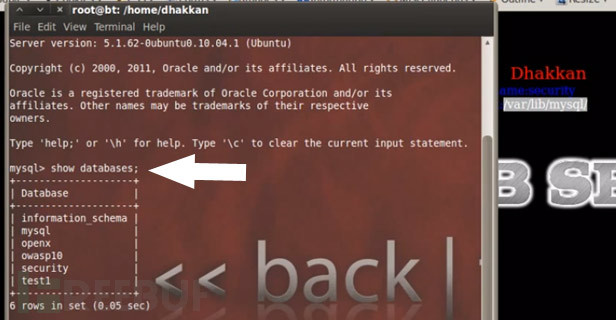 root@bt: /home/dhakkan
File Edit View Terminal Help
Server version: 5.1.62-0ubuntu0.10.04.1 (Ubuntu)
Copyright (c) 2000, 2011, Oracle and/or its affiliates. All rights reserved.
Oracle is a registered trademark of Oracle Corporation and/or its
affiliates. Other names may be trademarks of their respective
owners.
Type 'help;' or '\h' for help. Type '\c' to clear the current input statement.
mysql> show databases;
+--------------------+
| Database           |
+--------------------+
| information_schema |
| mysql              |
| openx              |
| owasp10            |
| security           |
| test1              |
+--------------------+
6 rows in set (0.05 sec)
<< back |
Dhakkan
ame:security
/var/lib/mysql/
B SE